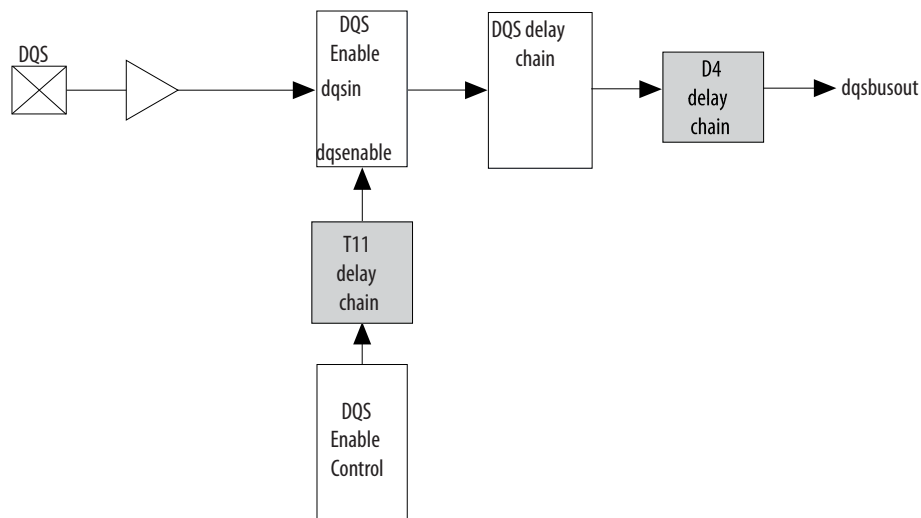 DQS
DQS
Enable
dqsin
dqsenable
DQS delay
chain
D4
delay
chain
dqsbusout
T11
delay
chain
DQS
Enable
Control